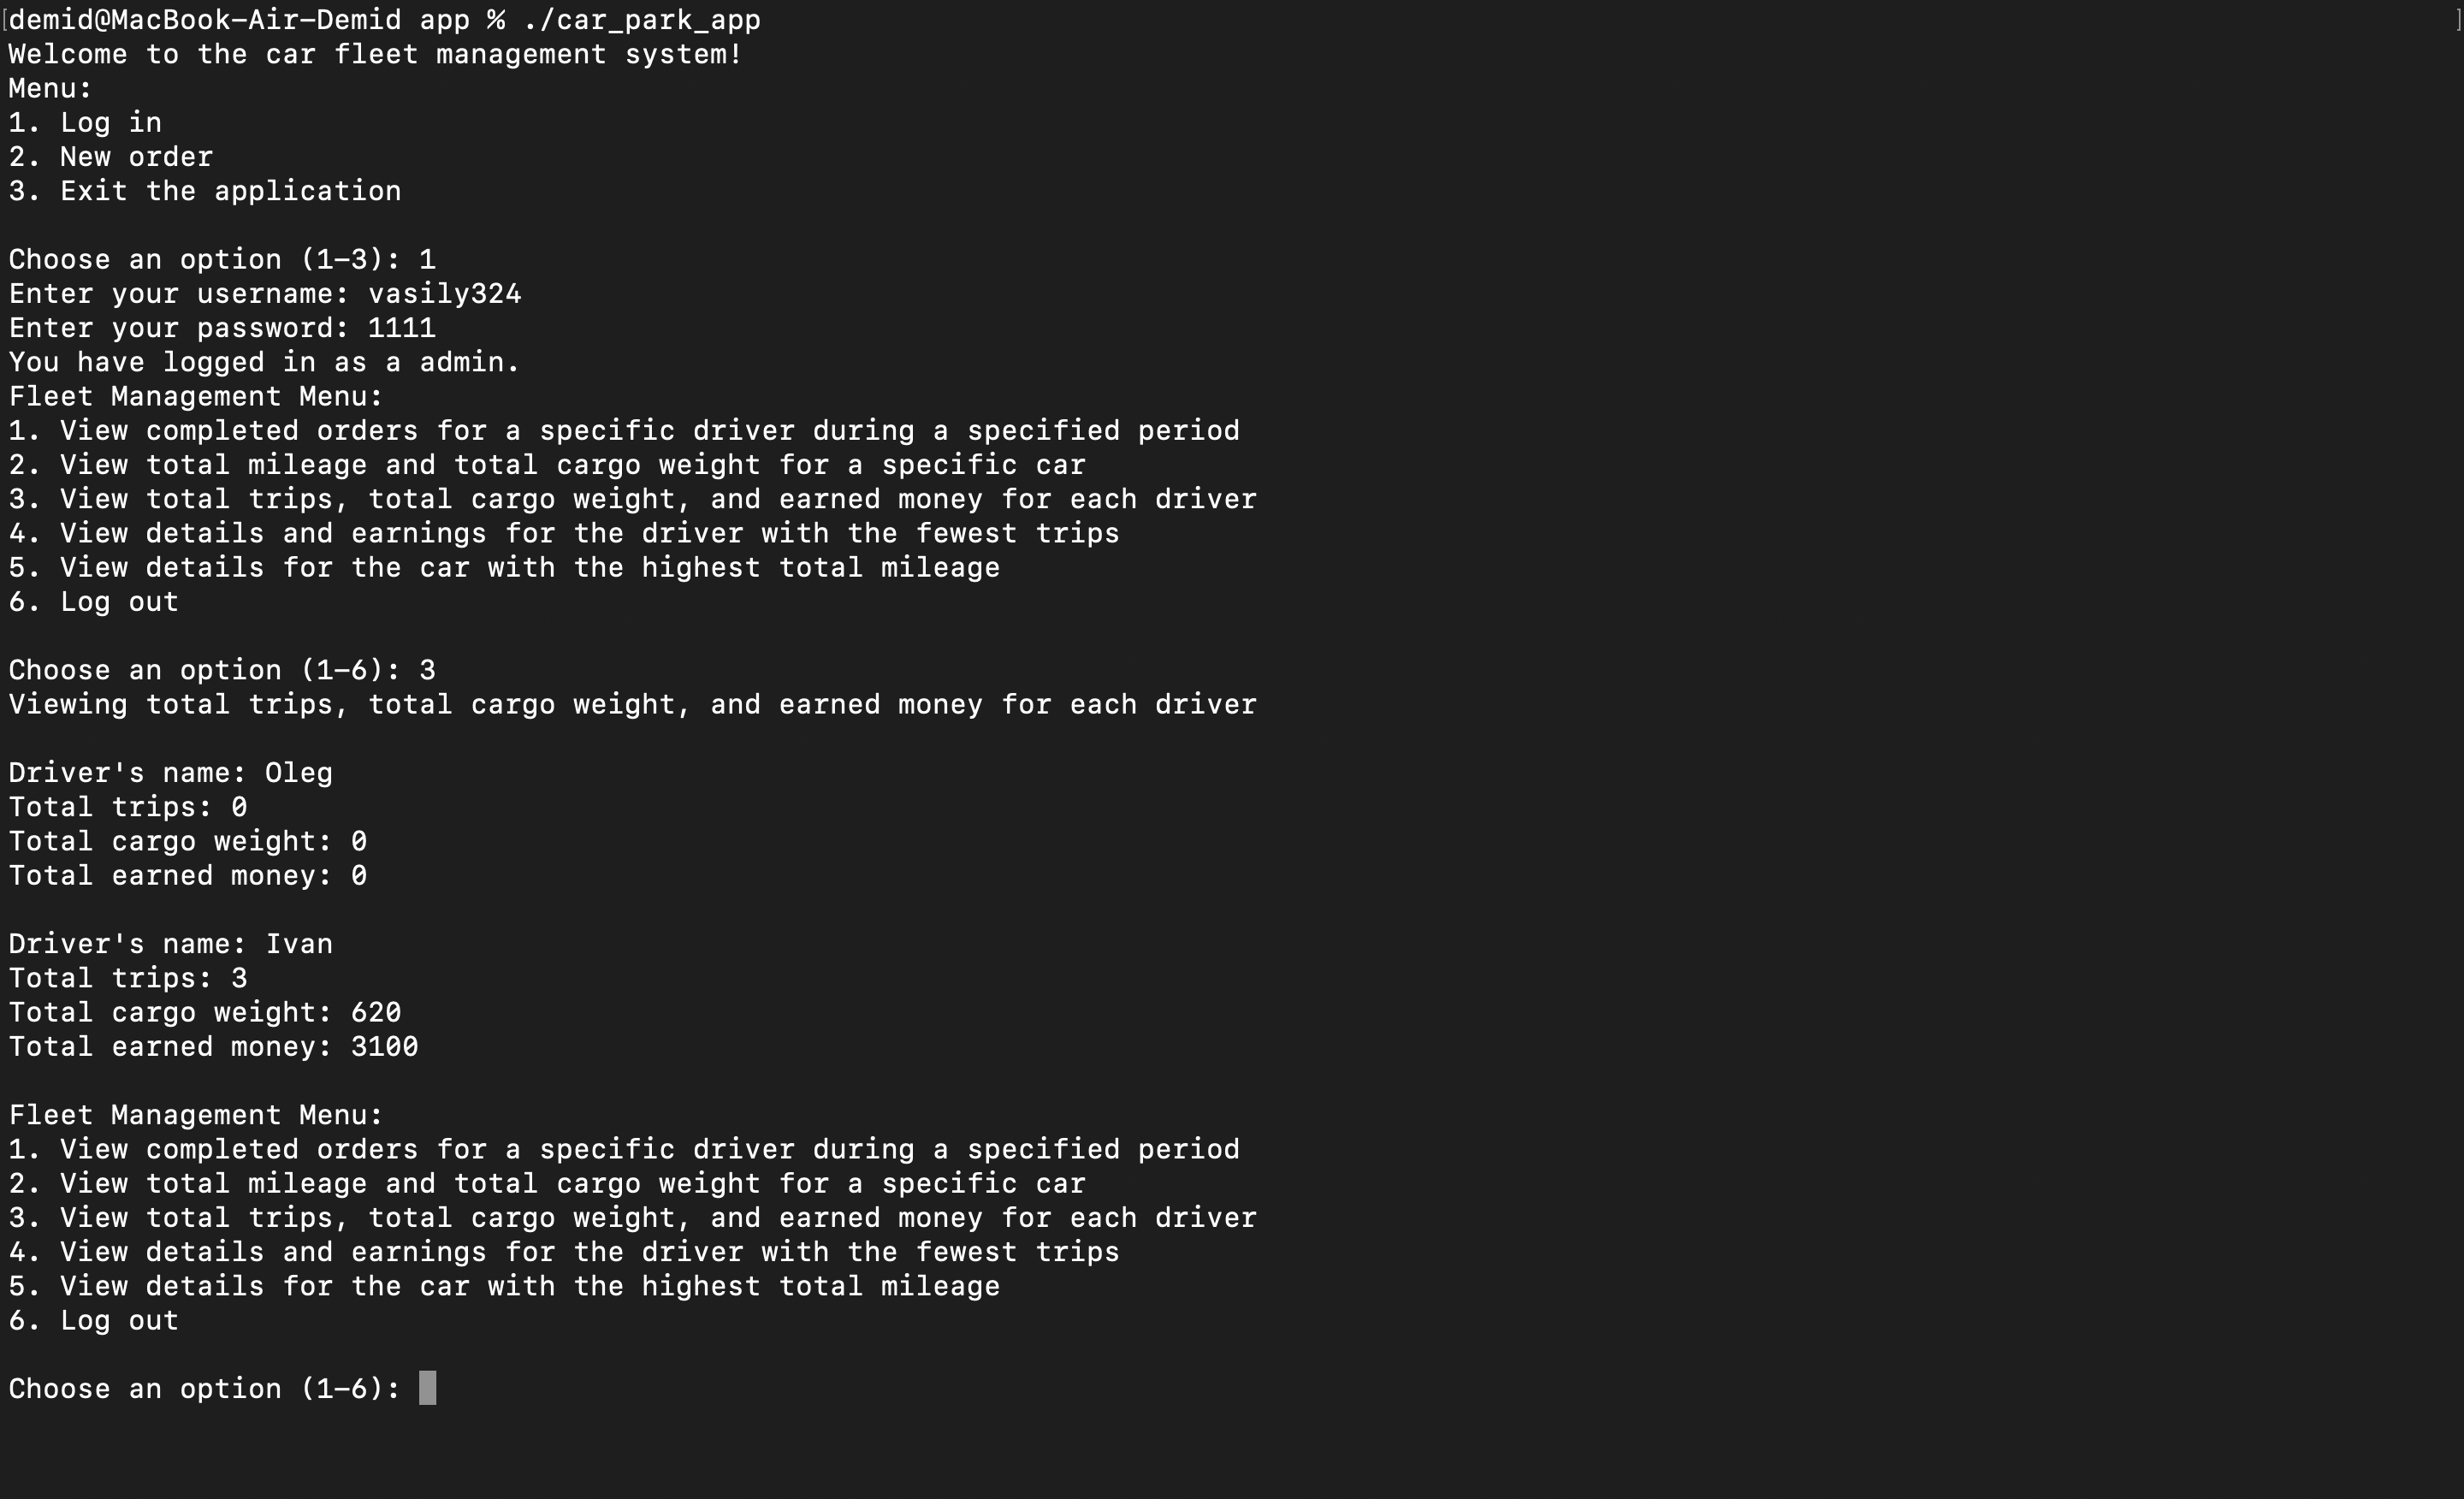 [demid@MacBook-Air-Demid app % ./car_park_app ]
Welcome to the car fleet management system!
Menu:
1. Log in
2. New order
3. Exit the application
Choose an option (1-3): 1
Enter your username: vasily324
Enter your password: 1111
You have logged in as a admin.
Fleet Management Menu:
1. View completed orders for a specific driver during a specified period
2. View total mileage and total cargo weight for a specific car
3. View total trips, total cargo weight, and earned money for each driver
4. View details and earnings for the driver with the fewest trips
5. View details for the car with the highest total mileage
6. Log out
Choose an option (1-6): 3
Viewing total trips, total cargo weight, and earned money for each driver
Driver's name: Oleg
Total trips: 0
Total cargo weight: 0
Total earned money: 0
Driver's name: Ivan
Total trips: 3
Total cargo weight: 620
Total earned money: 3100
Fleet Management Menu:
1. View completed orders for a specific driver during a specified period
2. View total mileage and total cargo weight for a specific car
3. View total trips, total cargo weight, and earned money for each driver
4. View details and earnings for the driver with the fewest trips
5. View details for the car with the highest total mileage
6. Log out
Choose an option (1-6):